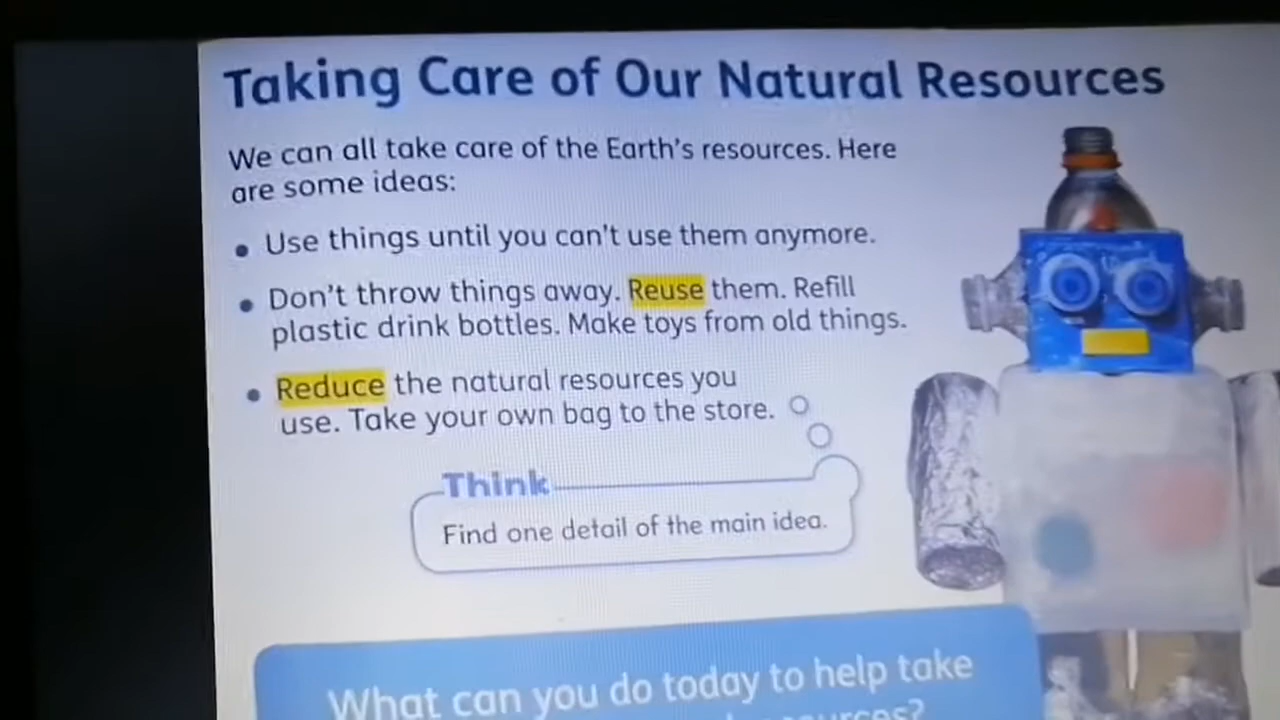 Taking Care of Our Natural Resources
We can all take care of the Earth's resources. Here
are some ideas:
• Use things until you can't use them anymore.
• Don't throw things away. Reuse them. Refill
plastic drink bottles. Make toys from old things.
• Reduce the natural resources you
use. Take your own bag to the store.
Think
Find one detail of the main idea.
What can you do today to help take
resources?